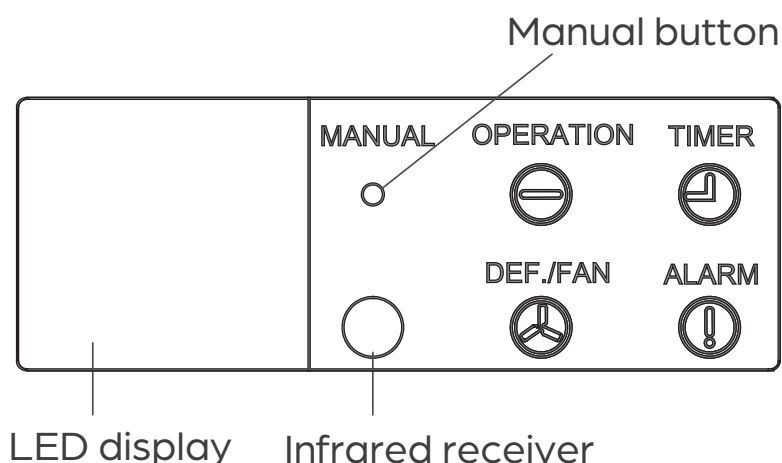 Manual button
MANUAL OPERATION TIMER
DEF./FAN ALARM
LED display Infrared receiver